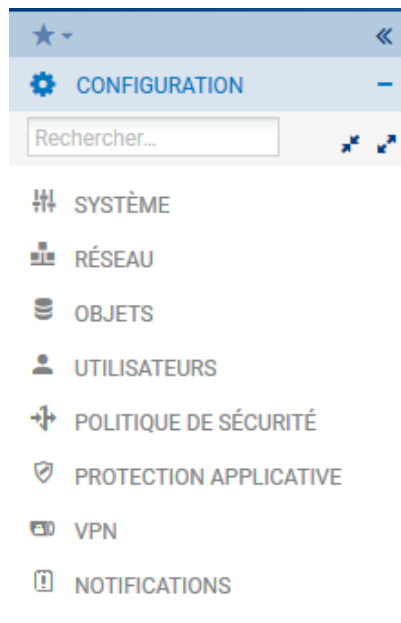 CONFIGURATION
Rechercher...
SYSTÈME
RÉSEAU
OBJETS
UTILISATEURS
POLITIQUE DE SÉCURITÉ
PROTECTION APPLICATIVE
VPN
NOTIFICATIONS